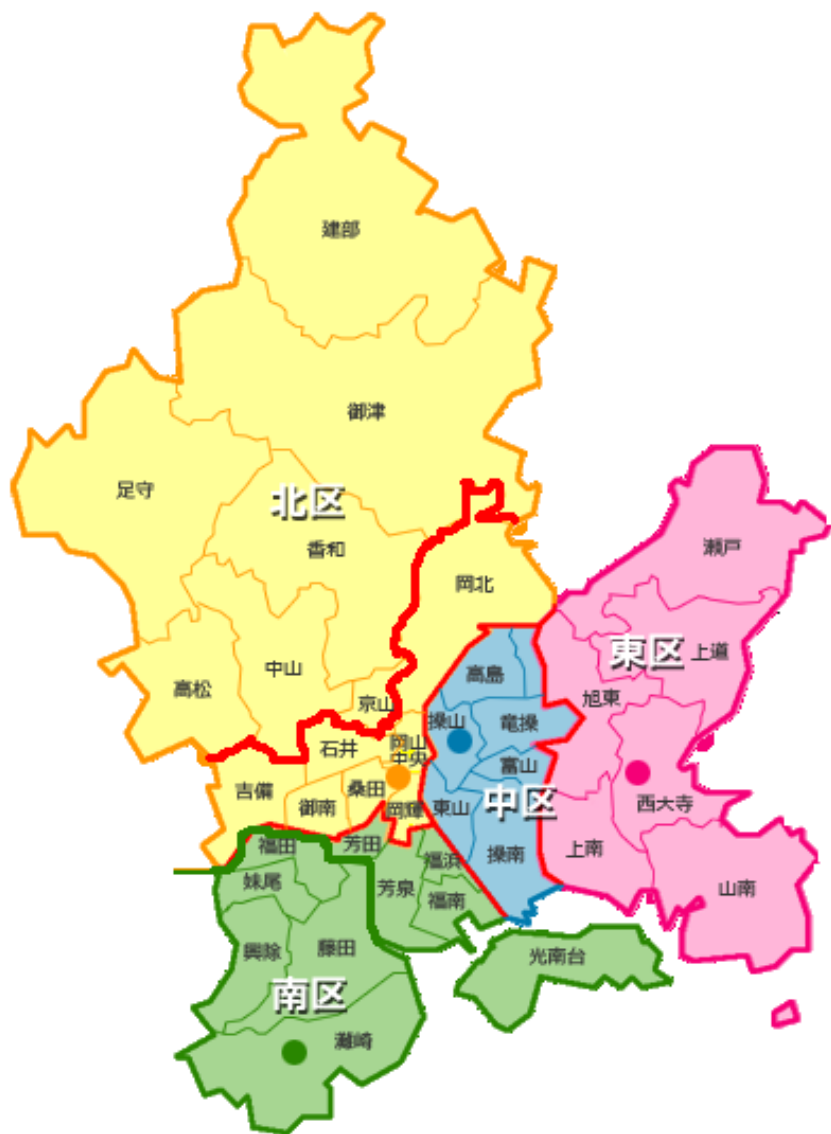 建部
御津
足守
北区
香和
瀬戸
岡北
東区
上道
高島
中山
高松
京山
旭東
操山
竜操
石井
岡山
中央
富山
吉備
桑田
御南
岡輝
東山
中区
西大寺
福田
芳田
操南
上南
福浜
妹尾
芳泉
福南
山南
興除
藤田
光南台
南区
灘崎